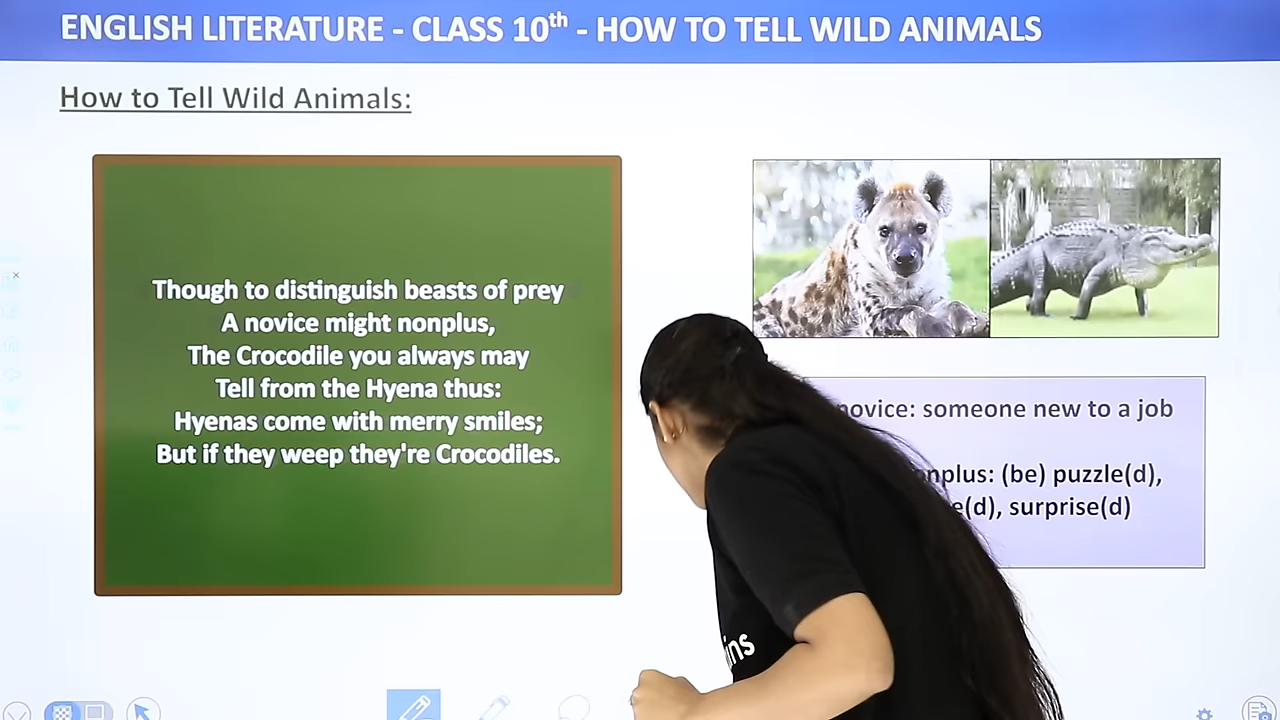 ENGLISH LITERATURE - CLASS 10th - HOW TO TELL WILD ANIMALS
How to Tell Wild Animals:
Though to distinguish beasts of prey
A novice might nonplus,
The Crocodile you always may
Tell from the Hyena thus:
Hyenas come with merry smiles;
But if they weep they're Crocodiles.
novice: someone new to a job
(be) puzzle(d),
surprise(d)